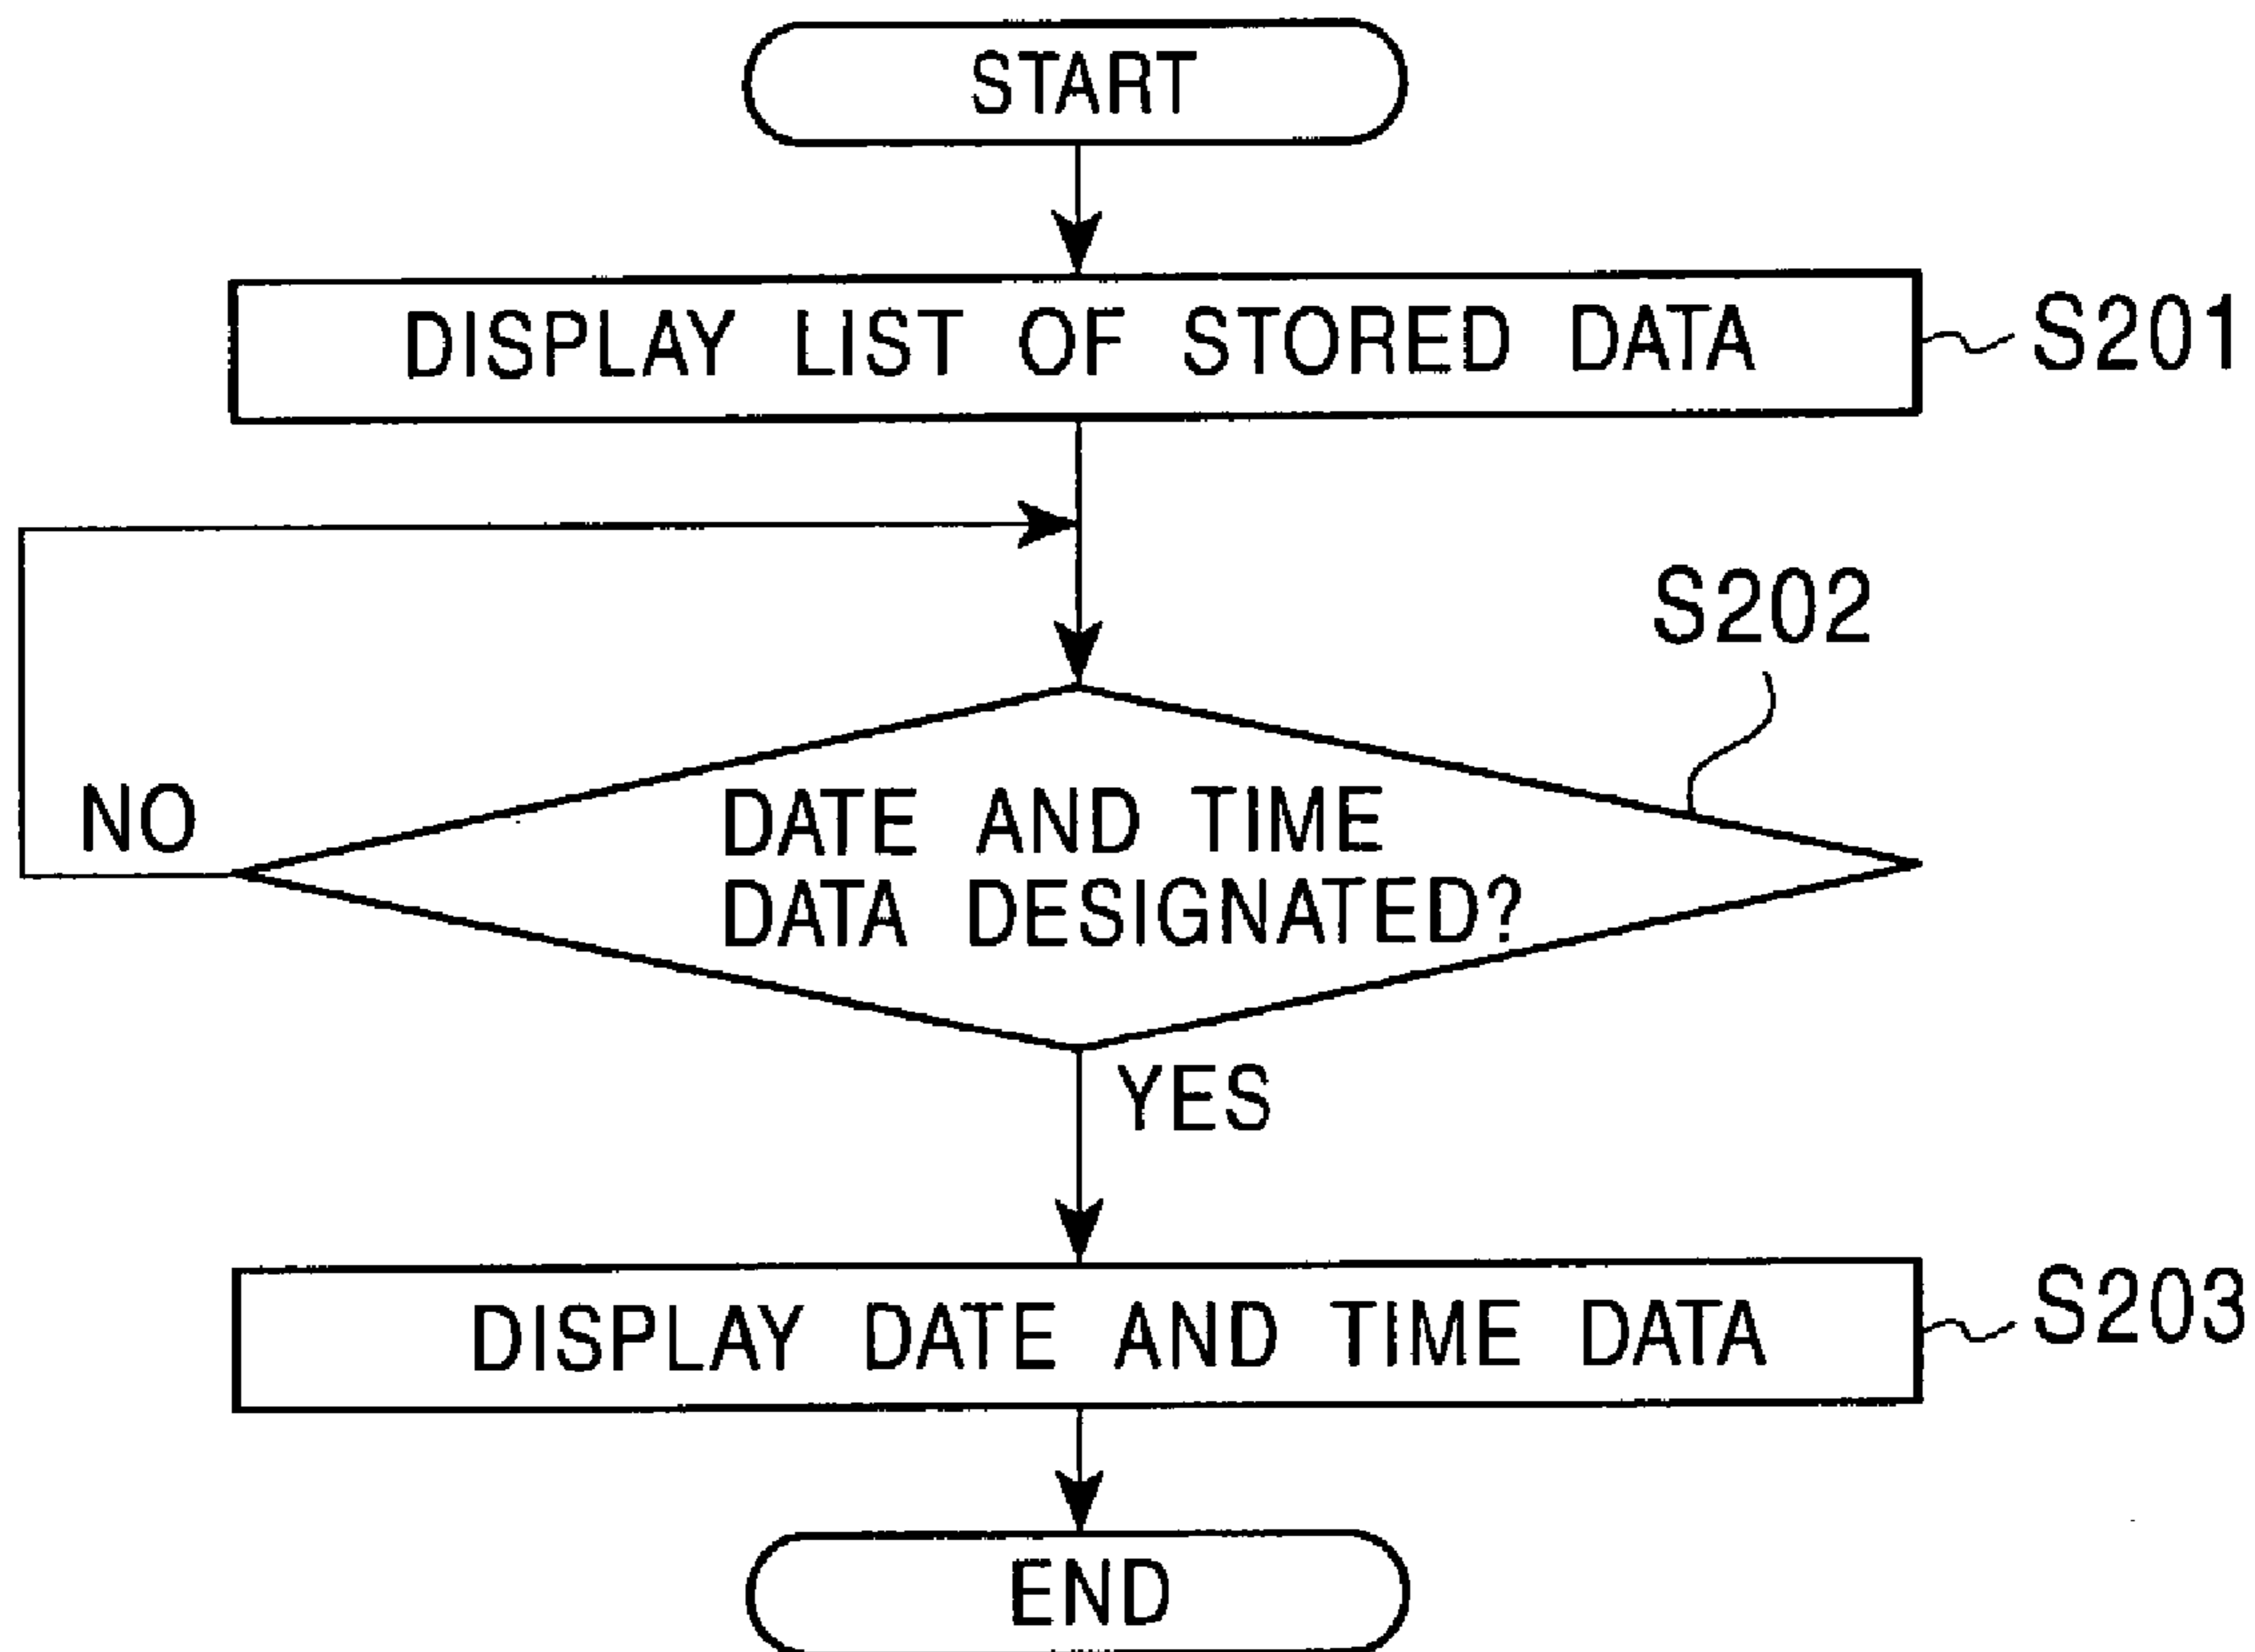 START
DISPLAY LIST OF STORED DATA
S201
S202
NO
DATE AND TIME
DATA DESIGNATED?
YES
DISPLAY DATE AND TIME DATA
S203
END